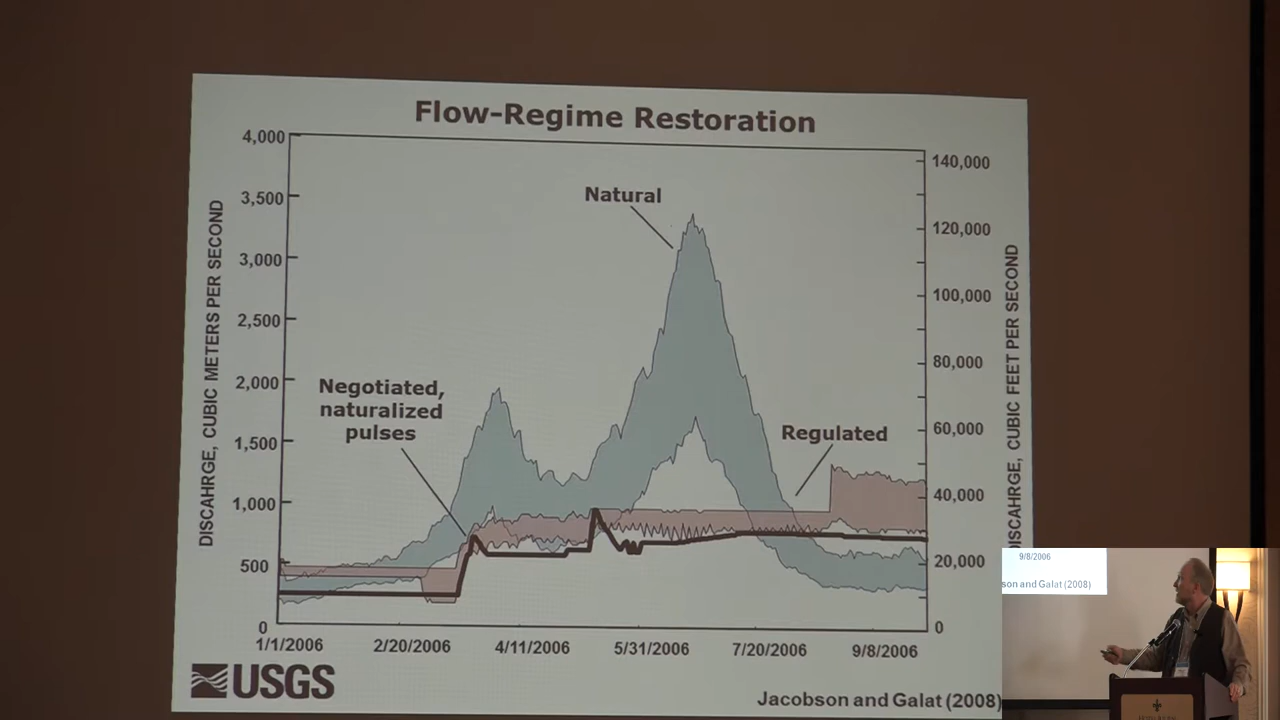 Flow-Regime Restoration
4,000
3,500
3,000
2,500
2,000
1,500
1,000
500
0
DISCAHRGE, CUBIC METERS PER SECOND
140,000
120,000
100,000
80,000
60,000
40,000
20,000
0
DISCAHRGE, CUBIC FEET PER SECOND
Natural
Negotiated,
naturalized
pulses
Regulated
1/1/2006
2/20/2006
4/11/2006
5/31/2006
7/20/2006
9/8/2006
USGS
Jacobson and Galat (2008)
9/8/2006
son and Galat (2008)